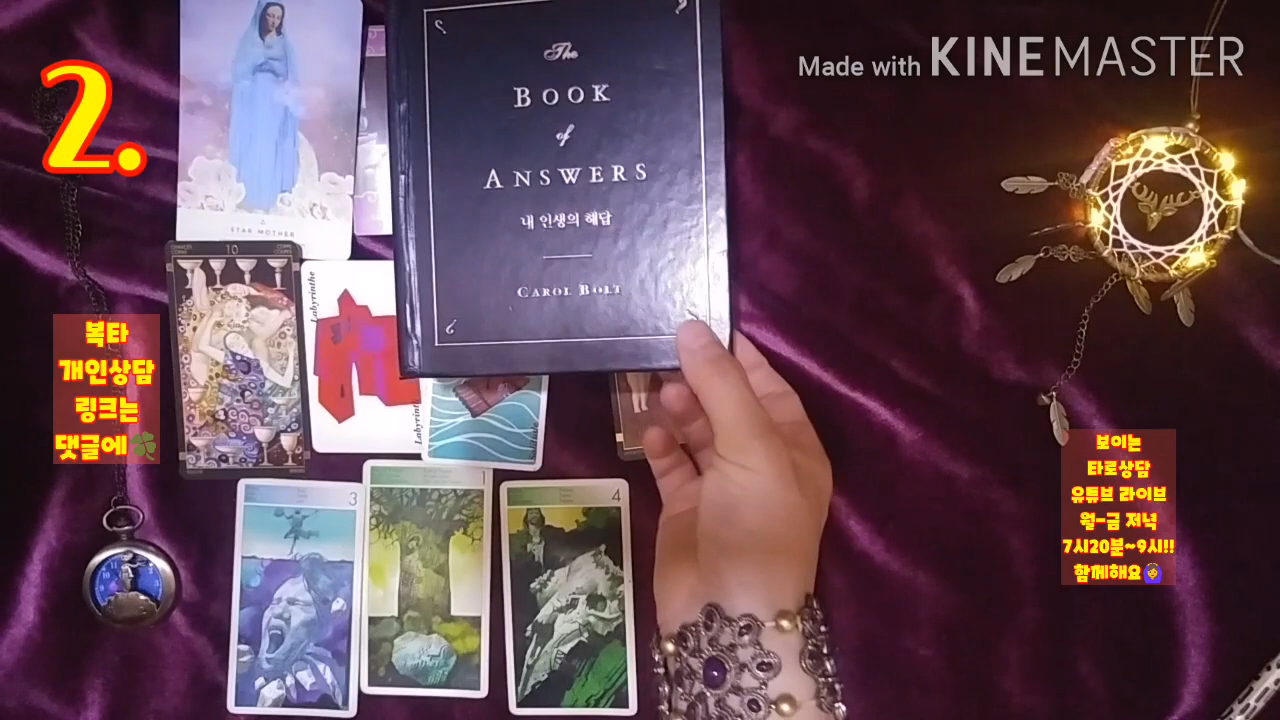 2.
Made with KINEMASTER
The
BOOK
of
ANSWERS
내 인생의 해답
CAROL BOLT
STAR MOTHER
10
Labyrinthe
Labyrinthe
복타
개인상담
링크는
댓글에🍀
보이는
타로상담
유튜브 라이브
월-금 저녁
7시20분~9시!!
함께해요🙆‍♀️
3
1
4